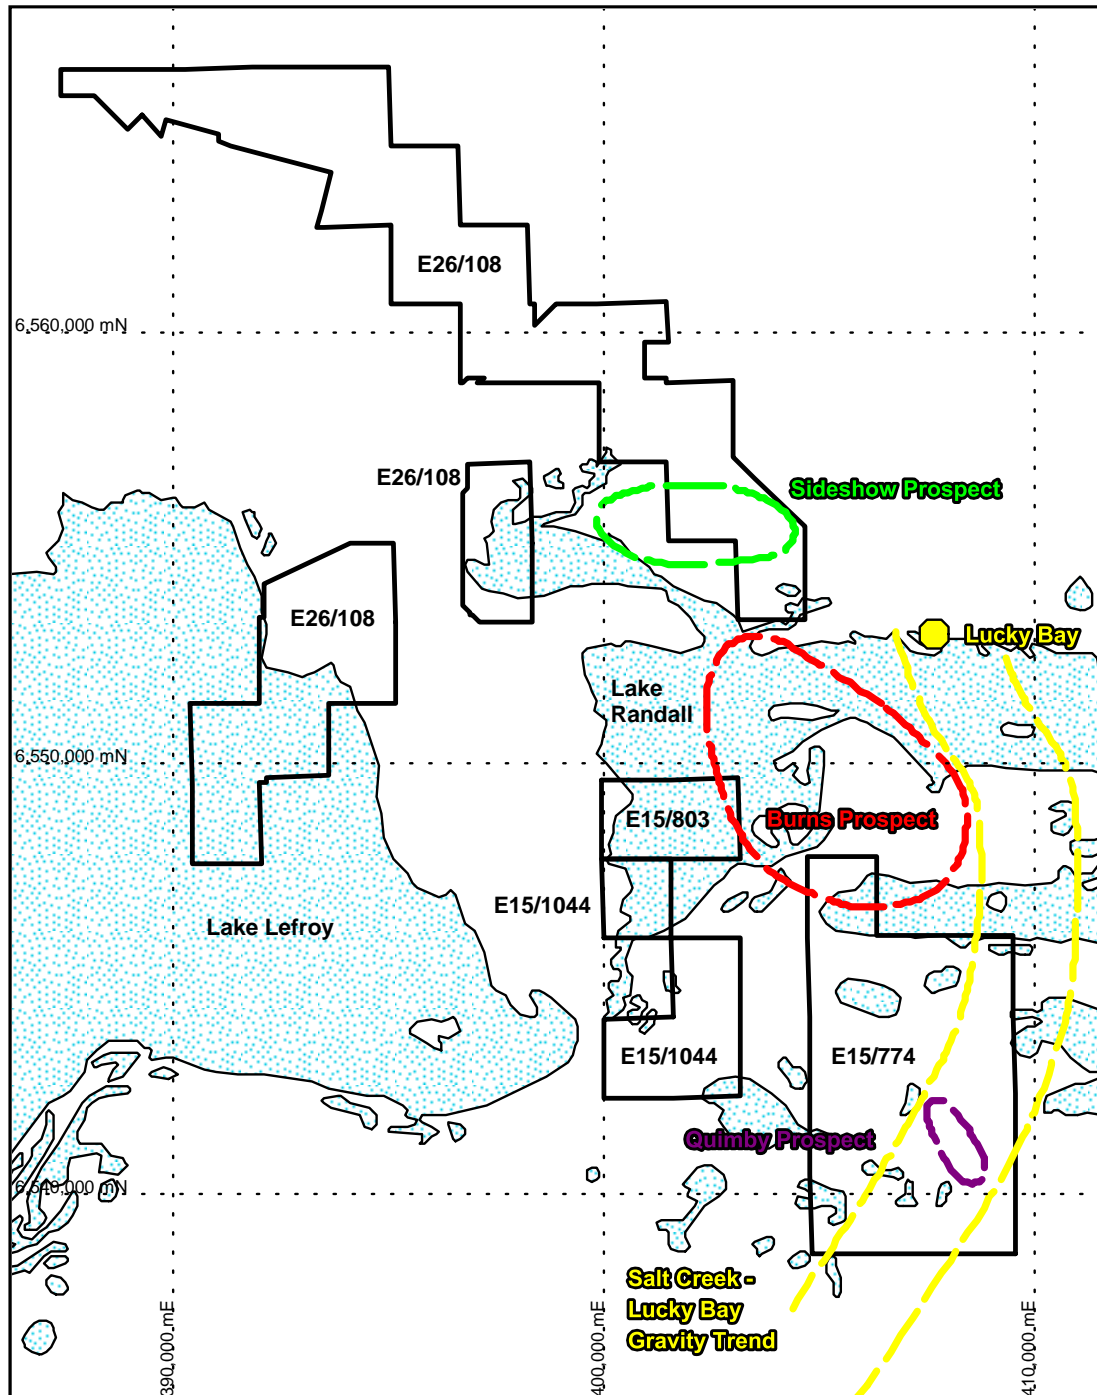 E26/108
6,560,000 mN
E26/108
Sideshow Prospect
E26/108
Lucky Bay
Lake
Randall
6,550,000 mN
E15/803
Burns Prospect
E15/1044
Lake Lefroy
E15/1044
E15/774
Quimby Prospect
6,540,000 mN
Salt Creek -
Lucky Bay
Gravity Trend
390,000 mE
400,000 mE
410,000 mE